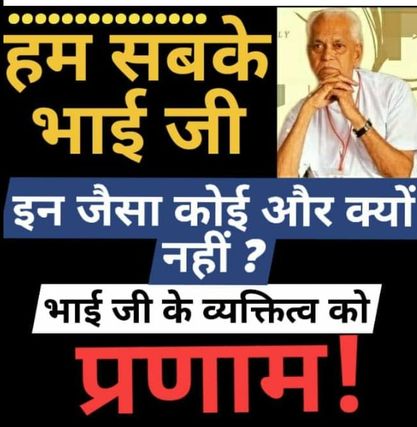 हम सबके
भाई जी
इन जैसा कोई और क्यों
नहीं ?
भाई जी के व्यक्तित्व को
प्रणाम!